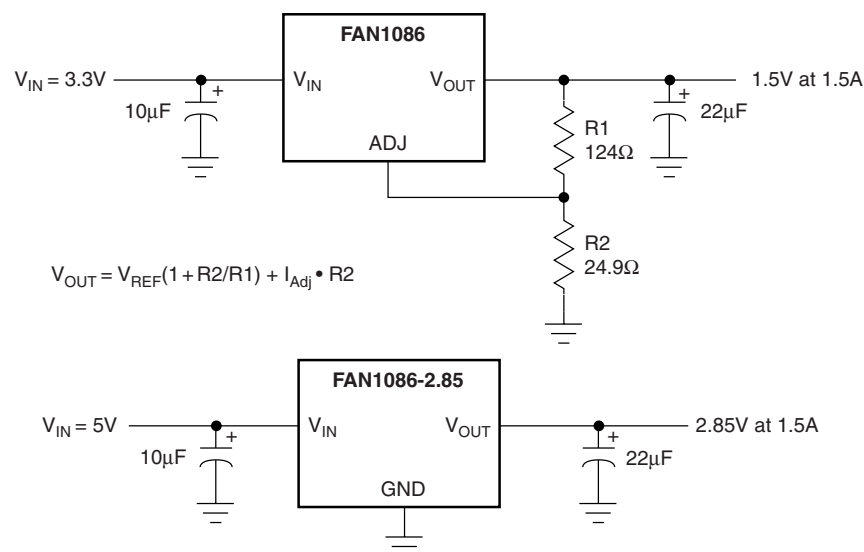 FAN1086
V_IN = 3.3V
V_IN
V_OUT
1.5V at 1.5A
10μF
+
+
22μF
ADJ
R1
124Ω
R2
24.9Ω
V_OUT = V_REF(1 + R2/R1) + I_Adj • R2
FAN1086-2.85
V_IN = 5V
V_IN
V_OUT
2.85V at 1.5A
10μF
+
+
22μF
GND